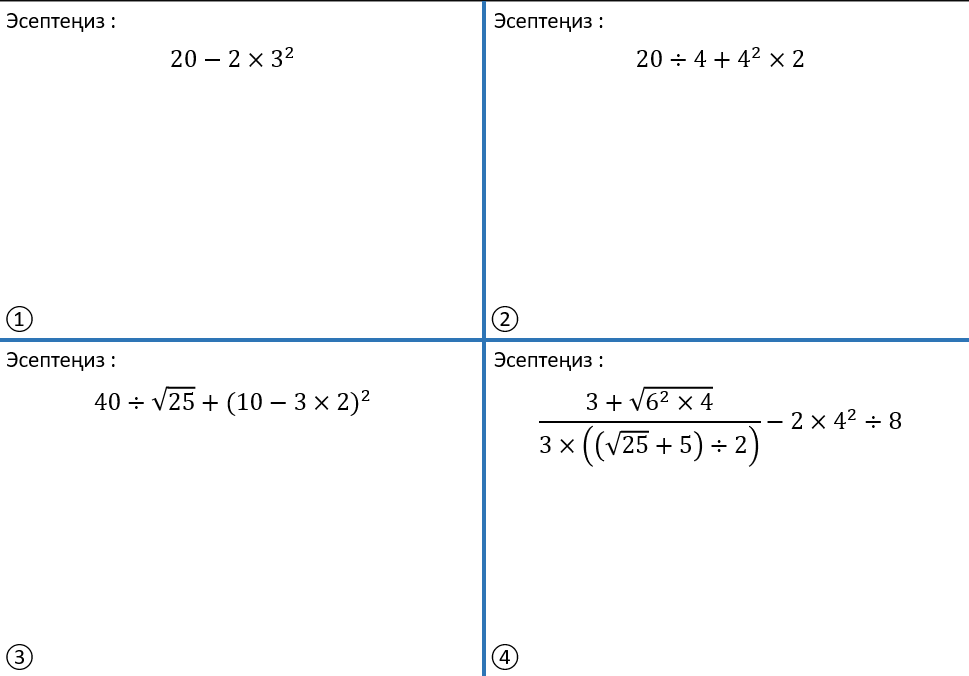 Эсептеңиз :
20 − 2 × 3²
①
Эсептеңиз :
20 ÷ 4 + 4² × 2
②
Эсептеңиз :
40 ÷ √25 + (10 − 3 × 2)²
③
Эсептеңиз :
3 + √(6² × 4)
3 × ((√25 + 5) ÷ 2) − 2 × 4² ÷ 8
④